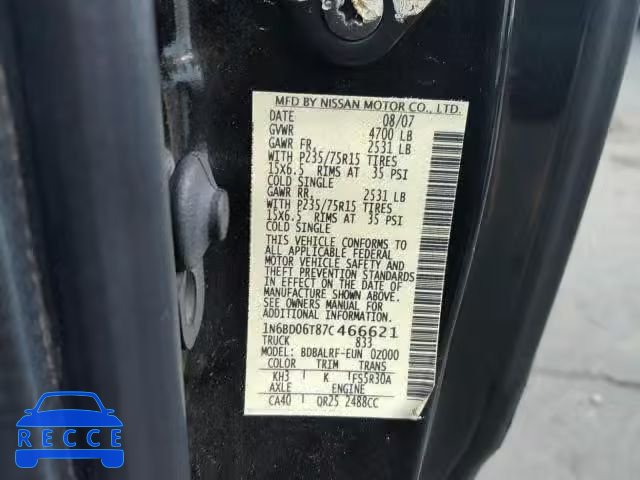 MFD BY NISSAN MOTOR CO., LTD.
DATE 08/07
GVWR 4700 LB
GAWR FR, 2531 LB
WITH P235/75R15 TIRES
15X6.5 RIMS AT 35 PSI
COLD SINGLE
GAWR RR, 2531 LB
WITH P235/75R15 TIRES
15X6.5 RIMS AT 35 PSI
COLD SINGLE
THIS VEHICLE CONFORMS TO
ALL APPLICABLE FEDERAL
MOTOR VEHICLE SAFETY AND
THEFT PREVENTION STANDARDS
IN EFFECT ON THE DATE OF
MANUFACTURE SHOWN ABOVE.
SEE OWNERS MANUAL FOR
ADDITIONAL INFORMATION.
1N6BD06T87C466621
TRUCK 833
MODEL: BDBALRF-EUN 0Z000
COLOR TRIM TRANS
KH3 K FS5R30A
AXLE ENGINE
CA40 QR25 2488CC
RECCE